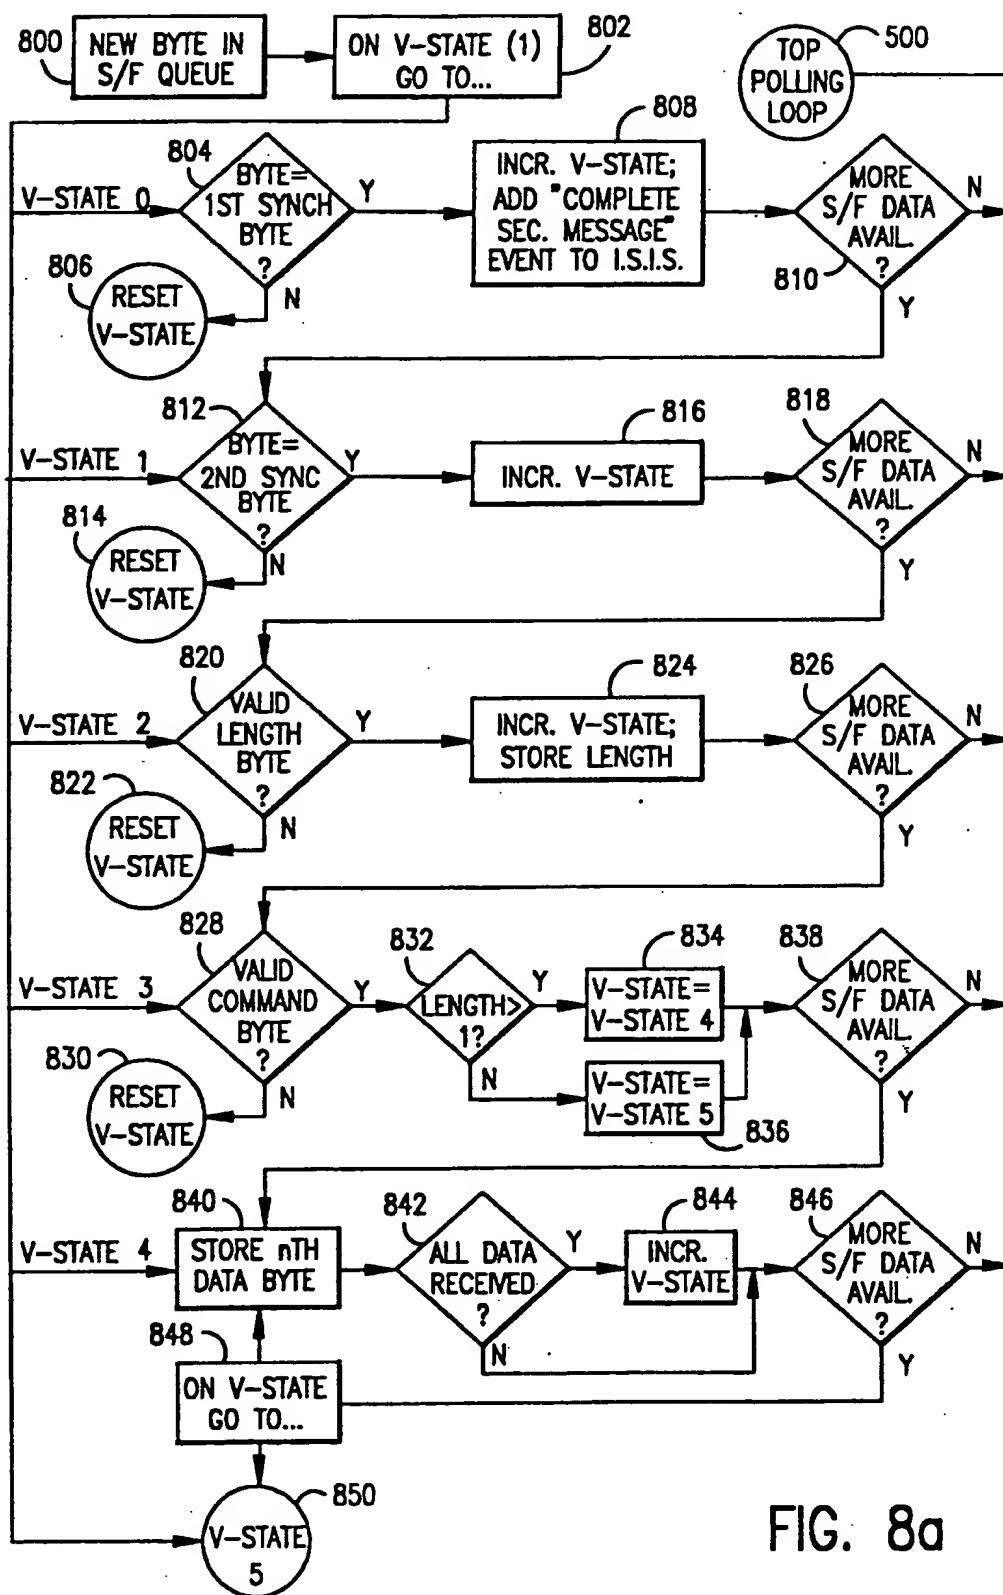 800
NEW BYTE IN
S/F QUEUE
ON V-STATE (1)
GO TO...
802
TOP
POLLING
LOOP
500
V-STATE 0
804
BYTE=
1ST SYNCH
BYTE
?
Y
N
806
RESET
V-STATE
808
INCR. V-STATE;
ADD "COMPLETE
SEC. MESSAGE"
EVENT TO I.S.I.S.
MORE
S/F DATA
AVAIL.
?
810
N
Y
V-STATE 1
812
BYTE=
2ND SYNC
BYTE
?
Y
N
814
RESET
V-STATE
816
INCR. V-STATE
818
MORE
S/F DATA
AVAIL.
?
N
Y
V-STATE 2
820
VALID
LENGTH
BYTE
?
Y
N
822
RESET
V-STATE
824
INCR. V-STATE;
STORE LENGTH
826
MORE
S/F DATA
AVAIL.
?
N
Y
V-STATE 3
828
VALID
COMMAND
BYTE
?
Y
N
830
RESET
V-STATE
832
LENGTH>
1?
Y
N
834
V-STATE=
V-STATE 4
V-STATE=
V-STATE 5
836
838
MORE
S/F DATA
AVAIL.
?
N
Y
V-STATE 4
840
STORE nTH
DATA BYTE
842
ALL DATA
RECEIVED
?
Y
N
844
INCR.
V-STATE
846
MORE
S/F DATA
AVAIL.
?
N
Y
848
ON V-STATE
GO TO...
850
V-STATE
5
FIG. 8a